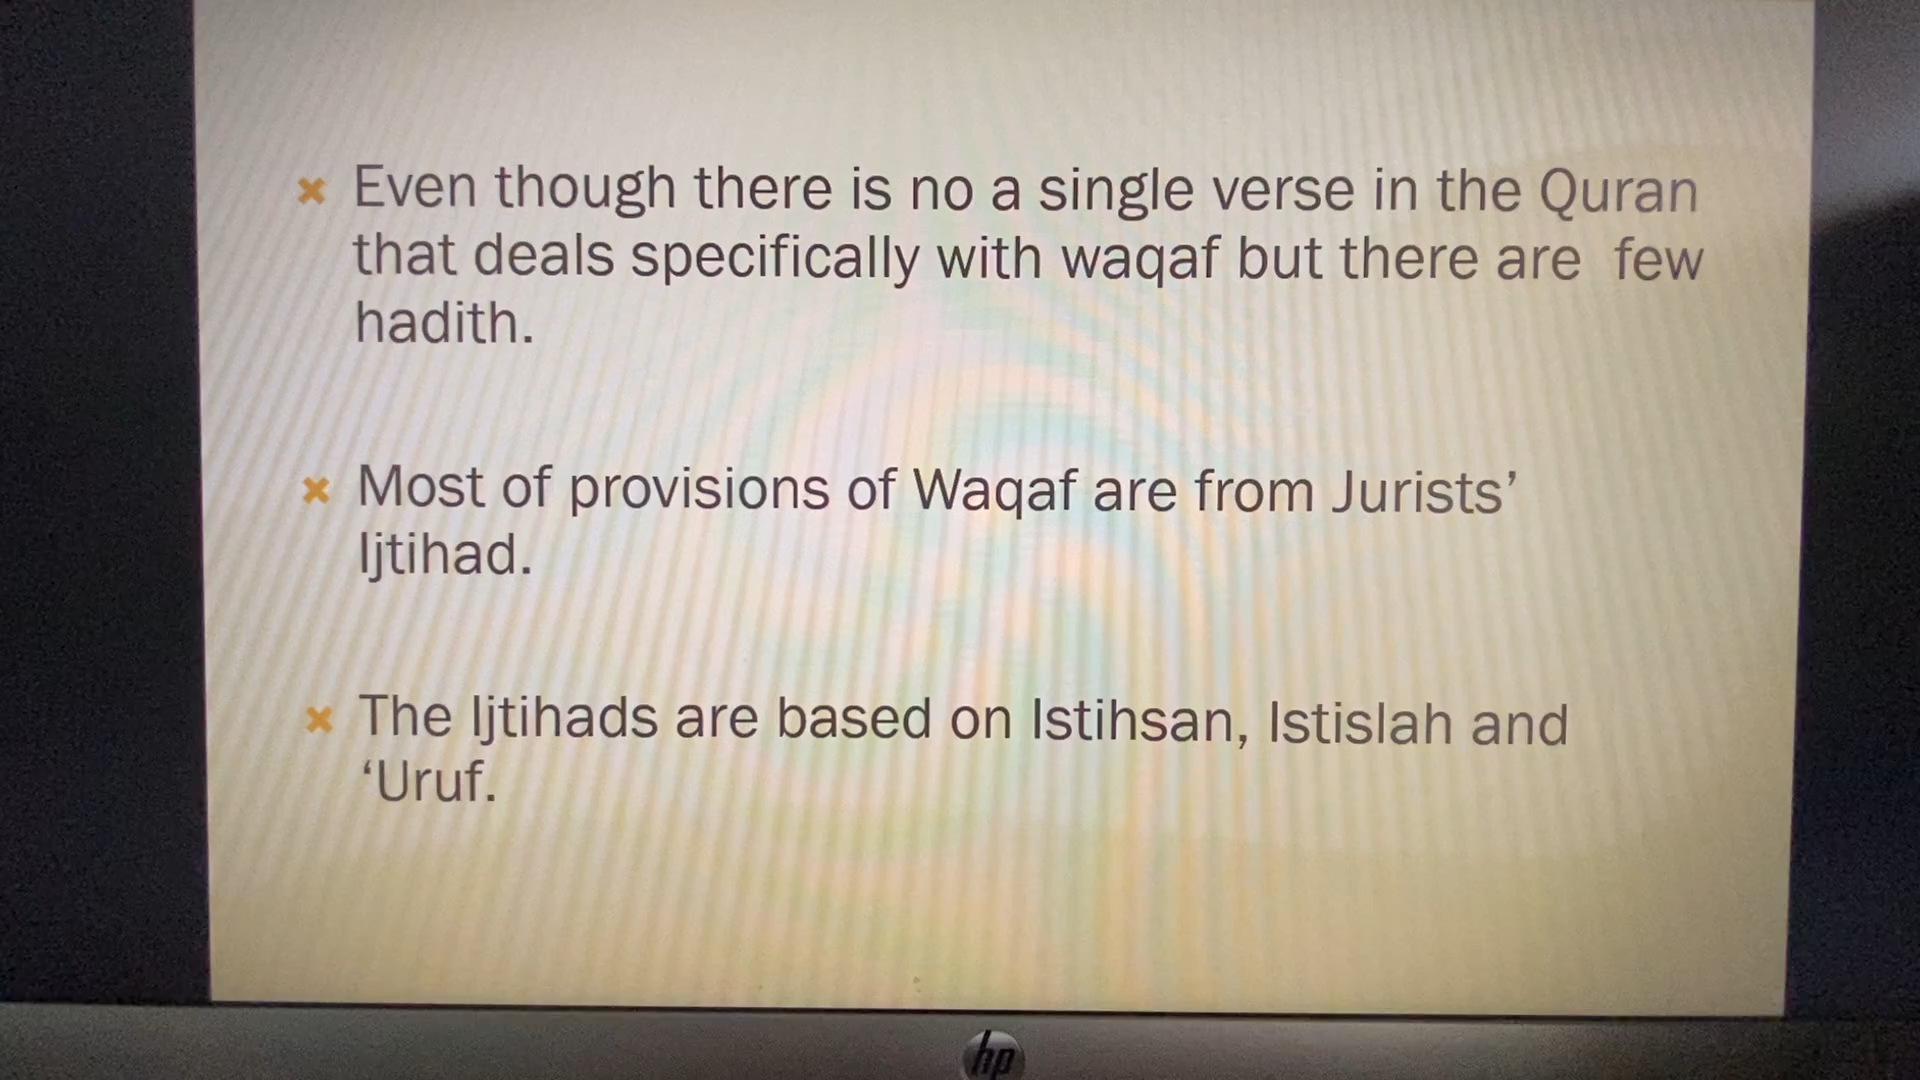 Even though there is no a single verse in the Quran
that deals specifically with waqaf but there are few
hadith.
Most of provisions of Waqaf are from Jurists’
Ijtihad.
The Ijtihads are based on Istihsan, Istislah and
‘Uruf.
hp